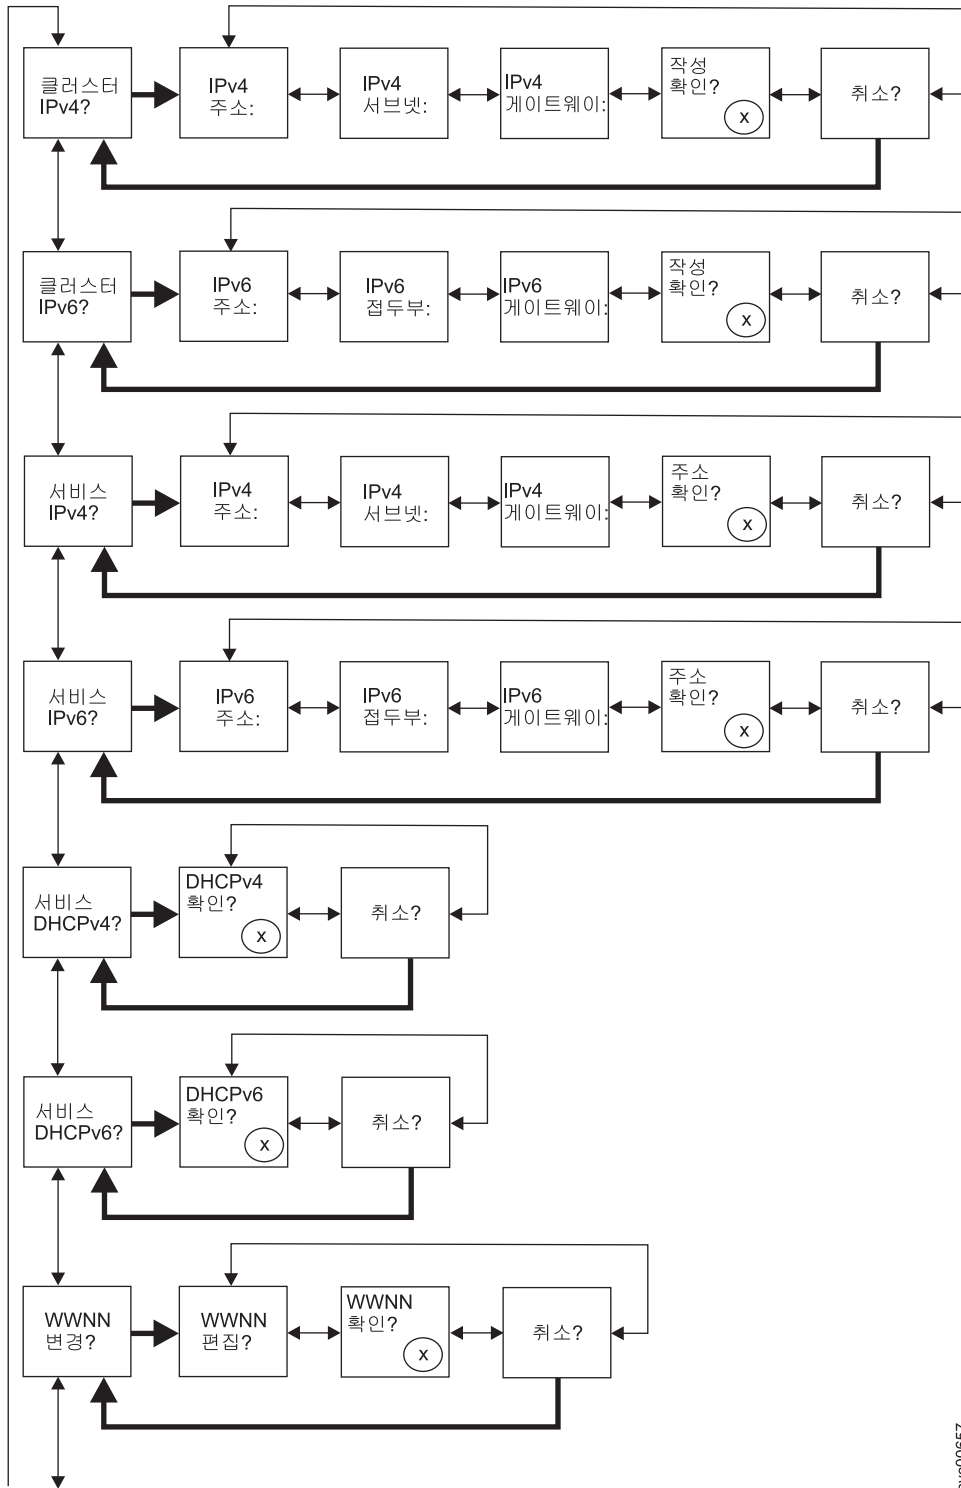 클러스터
IPv4?
IPv4
주소:
IPv4
서브넷:
IPv4
게이트웨이:
작성
확인?
x
취소?
클러스터
IPv6?
IPv6
주소:
IPv6
접두부:
IPv6
게이트웨이:
작성
확인?
x
취소?
서비스
IPv4?
IPv4
주소:
IPv4
서브넷:
IPv4
게이트웨이:
주소
확인?
x
취소?
서비스
IPv6?
IPv6
주소:
IPv6
접두부:
IPv6
게이트웨이:
주소
확인?
x
취소?
서비스
DHCPv4?
DHCPv4
확인?
x
취소?
서비스
DHCPv6?
DHCPv6
확인?
x
취소?
WWNN
변경?
WWNN
편집?
WWNN
확인?
x
취소?